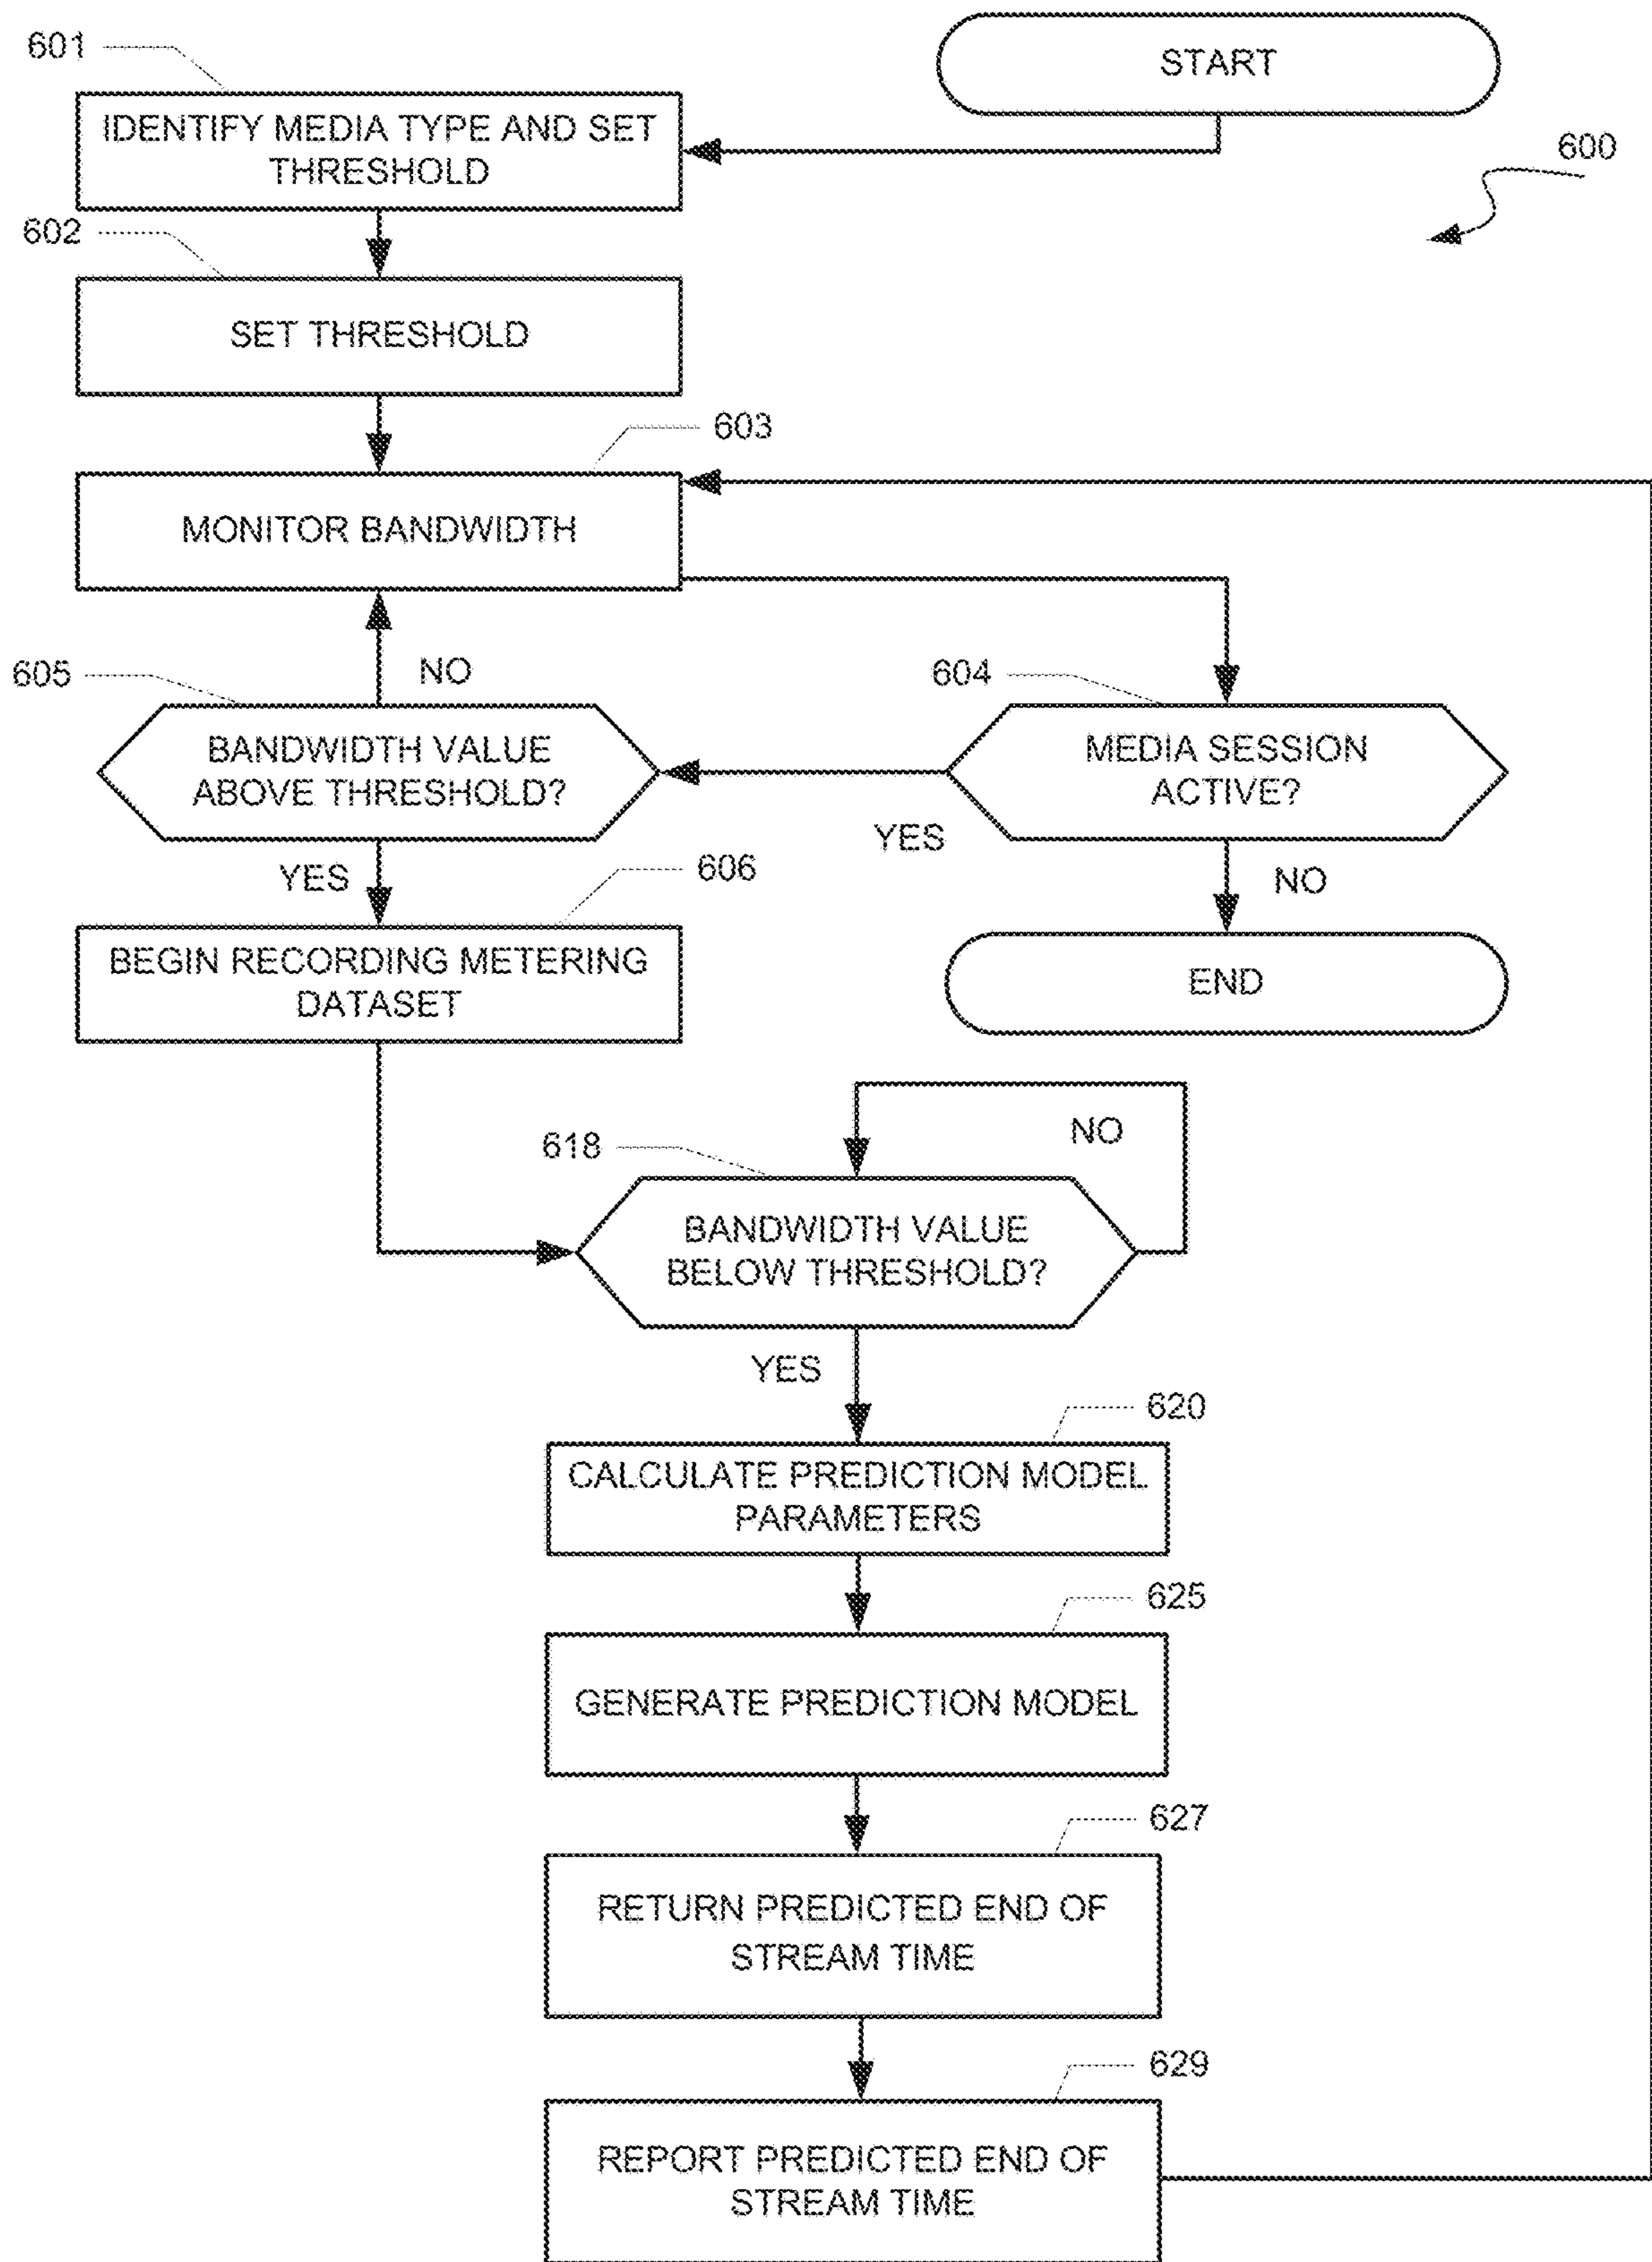 START
601
IDENTIFY MEDIA TYPE AND SET
THRESHOLD
600
602
SET THRESHOLD
603
MONITOR BANDWIDTH
605
NO
604
BANDWIDTH VALUE
ABOVE THRESHOLD?
MEDIA SESSION
ACTIVE?
YES
YES
606
NO
BEGIN RECORDING METERING
DATASET
END
NO
618
BANDWIDTH VALUE
BELOW THRESHOLD?
YES
620
CALCULATE PREDICTION MODEL
PARAMETERS
625
GENERATE PREDICTION MODEL
627
RETURN PREDICTED END OF
STREAM TIME
629
REPORT PREDICTED END OF
STREAM TIME